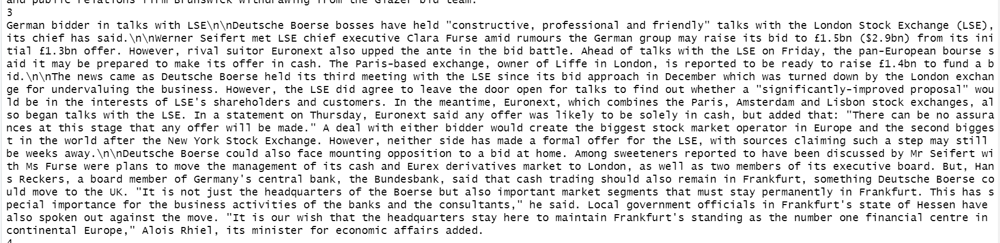 and public relations firm Brunswick withdrawing from the Glazer bid team.
3
German bidder in talks with LSE\n\nDeutsche Boerse bosses have held "constructive, professional and friendly" talks with the London Stock Exchange (LSE),
its chief has said.\n\nWerner Seifert met LSE chief executive Clara Furse amid rumours the German group may raise its bid to £1.5bn ($2.9bn) from its ini
tial £1.3bn offer. However, rival suitor Euronext also upped the ante in the bid battle. Ahead of talks with the LSE on Friday, the pan-European bourse s
aid it may be prepared to make its offer in cash. The Paris-based exchange, owner of Liffe in London, is reported to be ready to raise £1.4bn to fund a b
id.\n\nThe news came as Deutsche Boerse held its third meeting with the LSE since its bid approach in December which was turned down by the London exchan
ge for undervaluing the business. However, the LSE did agree to leave the door open for talks to find out whether a "significantly-improved proposal" wou
ld be in the interests of LSE's shareholders and customers. In the meantime, Euronext, which combines the Paris, Amsterdam and Lisbon stock exchanges, al
so began talks with the LSE. In a statement on Thursday, Euronext said any offer was likely to be solely in cash, but added that: "There can be no assura
nces at this stage that any offer will be made." A deal with either bidder would create the biggest stock market operator in Europe and the second bigges
t in the world after the New York Stock Exchange. However, neither side has made a formal offer for the LSE, with sources claiming such a step may still
be weeks away.\n\nDeutsche Boerse could also face mounting opposition to a bid at home. Among sweeteners reported to have been discussed by Mr Seifert wi
th Ms Furse were plans to move the management of its cash and Eurex derivatives market to London, as well as two members of its executive board. But, Han
s Reckers, a board member of Germany's central bank, the Bundesbank, said that cash trading should also remain in Frankfurt, something Deutsche Boerse co
uld move to the UK. "It is not just the headquarters of the Boerse but also important market segments that must stay permanently in Frankfurt. This has s
pecial importance for the business activities of the banks and the consultants," he said. Local government officials in Frankfurt's state of Hessen have
also spoken out against the move. "It is our wish that the headquarters stay here to maintain Frankfurt's standing as the number one financial centre in
continental Europe," Alois Rhiel, its minister for economic affairs added.
4